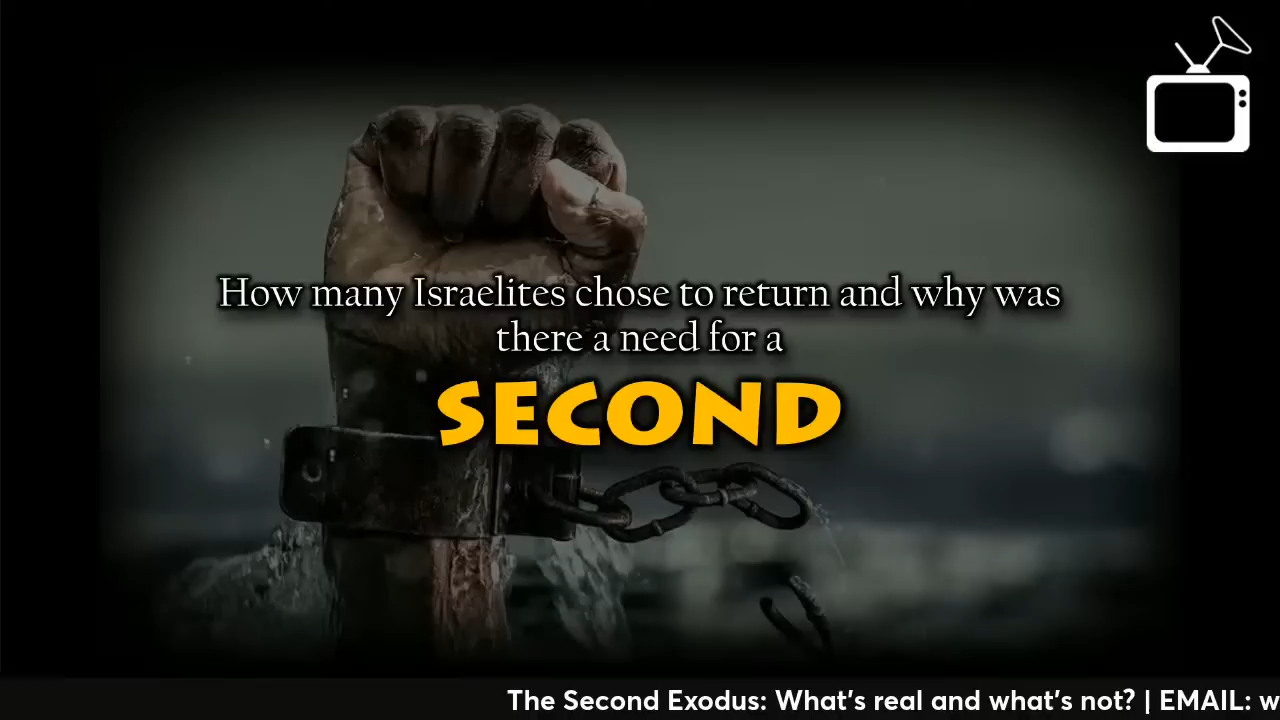 How many Israelites chose to return and why was
there a need for a
SECOND
The Second Exodus: What's real and what's not? | EMAIL: w